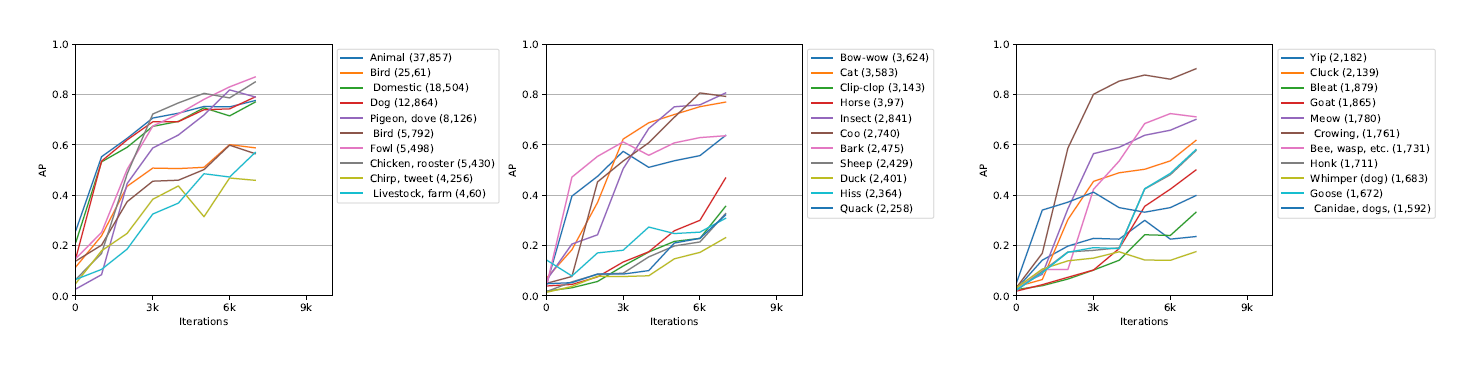 1.0
0.8
0.6
0.4
0.2
0.0
AP
0
3k
6k
9k
Iterations
Animal (37,857)
Bird (25,61)
Domestic (18,504)
Dog (12,864)
Pigeon, dove (8,126)
Bird (5,792)
Fowl (5,498)
Chicken, rooster (5,430)
Chirp, tweet (4,256)
Livestock, farm (4,60)
1.0
0.8
0.6
0.4
0.2
0.0
AP
0
3k
6k
9k
Iterations
Bow-wow (3,624)
Cat (3,583)
Clip-clop (3,143)
Horse (3,97)
Insect (2,841)
Coo (2,740)
Bark (2,475)
Sheep (2,429)
Duck (2,401)
Hiss (2,364)
Quack (2,258)
1.0
0.8
0.6
0.4
0.2
0.0
AP
0
3k
6k
9k
Iterations
Yip (2,182)
Cluck (2,139)
Bleat (1,879)
Goat (1,865)
Meow (1,780)
Crowing, (1,761)
Bee, wasp, etc. (1,731)
Honk (1,711)
Whimper (dog) (1,683)
Goose (1,672)
Canidae, dogs, (1,592)